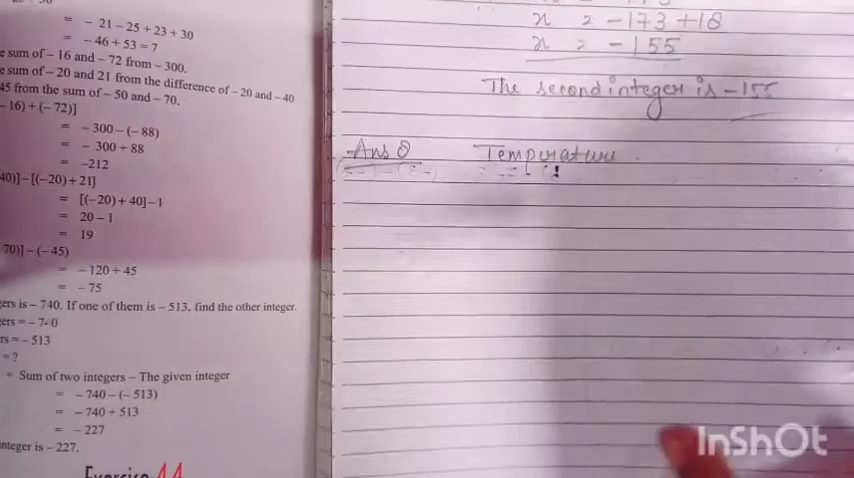 = – 21 – 25 + 23 + 30
= – 46 + 53 = 7
e sum of – 16 and – 72 from – 300.
e sum of – 20 and 21 from the difference of – 20 and –40
45 from the sum of – 50 and – 70.
– 16) + (– 72)]
= – 300 – (– 88)
= – 300 + 88
= –212
40)] – [(–20) + 21]
= [(–20) + 40] – 1
= 20 – 1
= 19
70)] – (– 45)
= – 120 + 45
= – 75
gers is – 740. If one of them is – 513, find the other integer.
gers = – 740
rs = – 513
= ?
= Sum of two integers – The given integer
= – 740 – (– 513)
= – 740 + 513
= – 227
integer is – 227.
Exercise 4.4
x = -173 + 18
x = -155
The second integer is -155
Ans 8 Temperature
InShOt